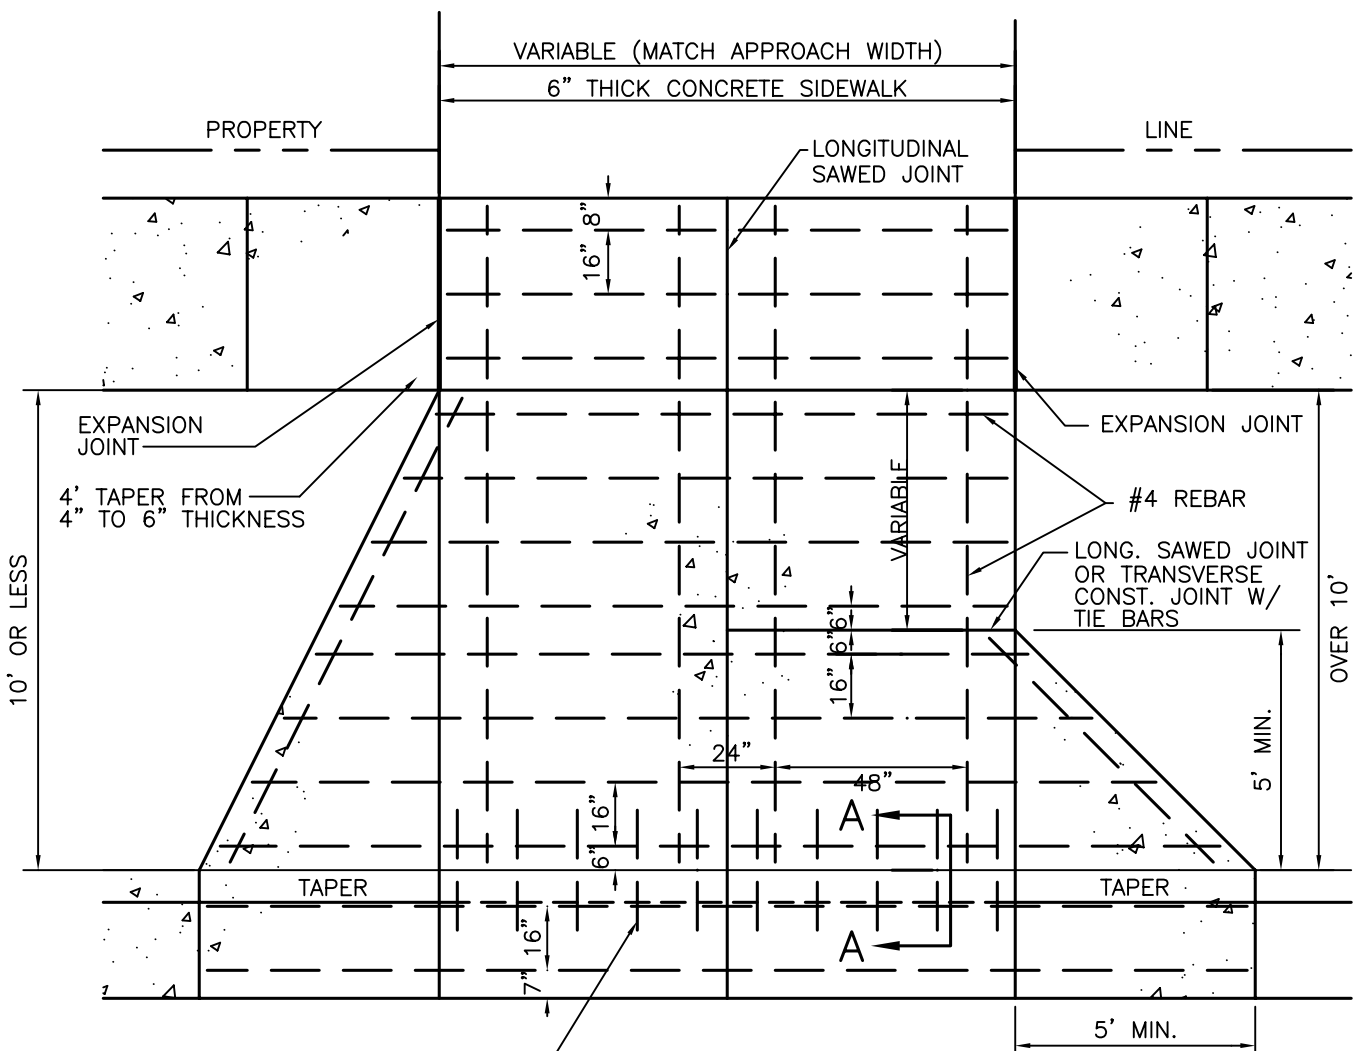 VARIABLE (MATCH APPROACH WIDTH)
6" THICK CONCRETE SIDEWALK
PROPERTY
LINE
LONGITUDINAL
SAWED JOINT
8"
16"
EXPANSION
JOINT
EXPANSION JOINT
4' TAPER FROM
4" TO 6" THICKNESS
VARIABLE
#4 REBAR
LONG. SAWED JOINT
OR TRANSVERSE
CONST. JOINT W/
TIE BARS
10' OR LESS
OVER 10'
6"
6"
16"
5' MIN.
24"
48"
16"
6"
A
TAPER
TAPER
16"
7"
A
5' MIN.